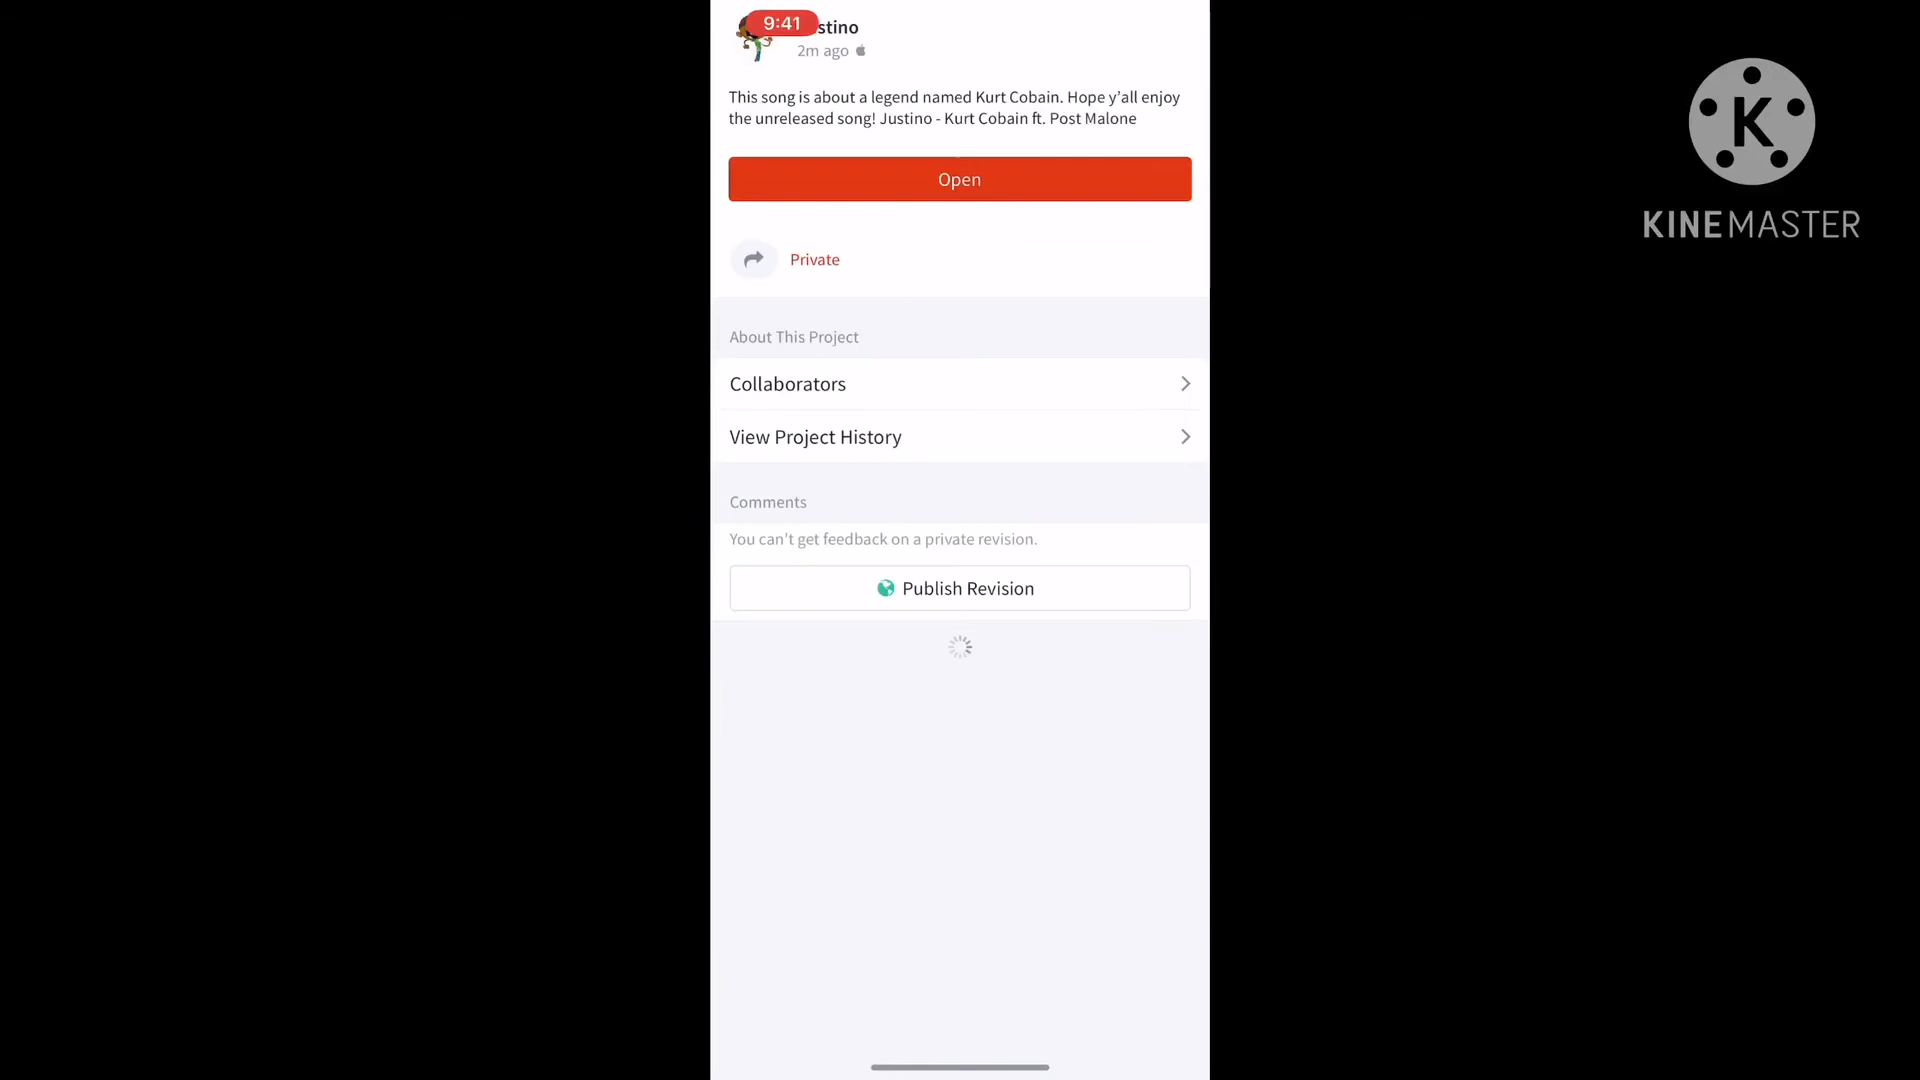 9:41
stino
2m ago
This song is about a legend named Kurt Cobain. Hope y'all enjoy
the unreleased song! Justino - Kurt Cobain ft. Post Malone
Open
Private
About This Project
Collaborators
View Project History
Comments
You can't get feedback on a private revision.
Publish Revision
K
KINEMASTER